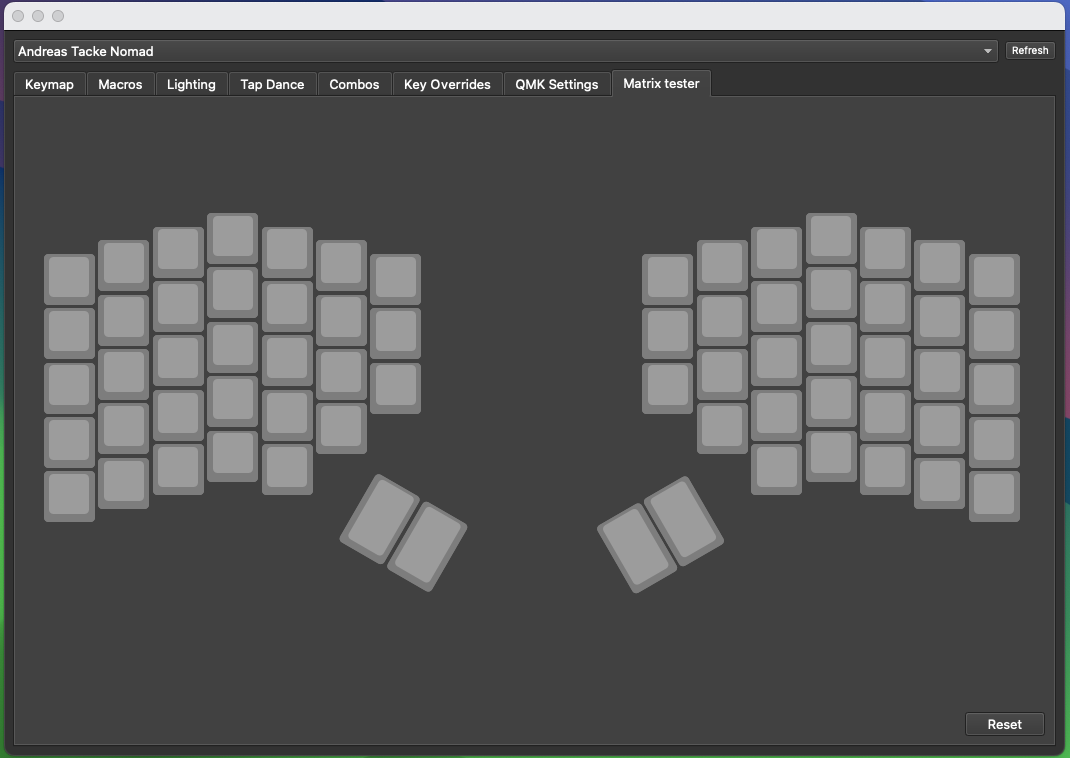 Andreas Tacke Nomad
Refresh
Keymap Macros Lighting Tap Dance Combos Key Overrides QMK Settings Matrix tester
Reset